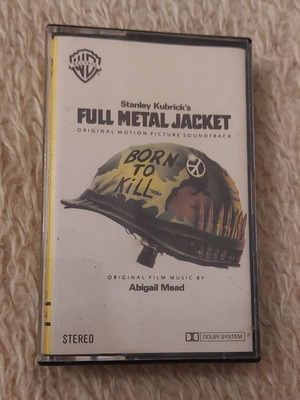 Stanley Kubrick's
FULL METAL JACKET
ORIGINAL MOTION PICTURE SOUNDTRACK
BORN
TO
KILL
ORIGINAL FILM MUSIC BY
Abigail Mead
STEREO
DOLBY SYSTEM